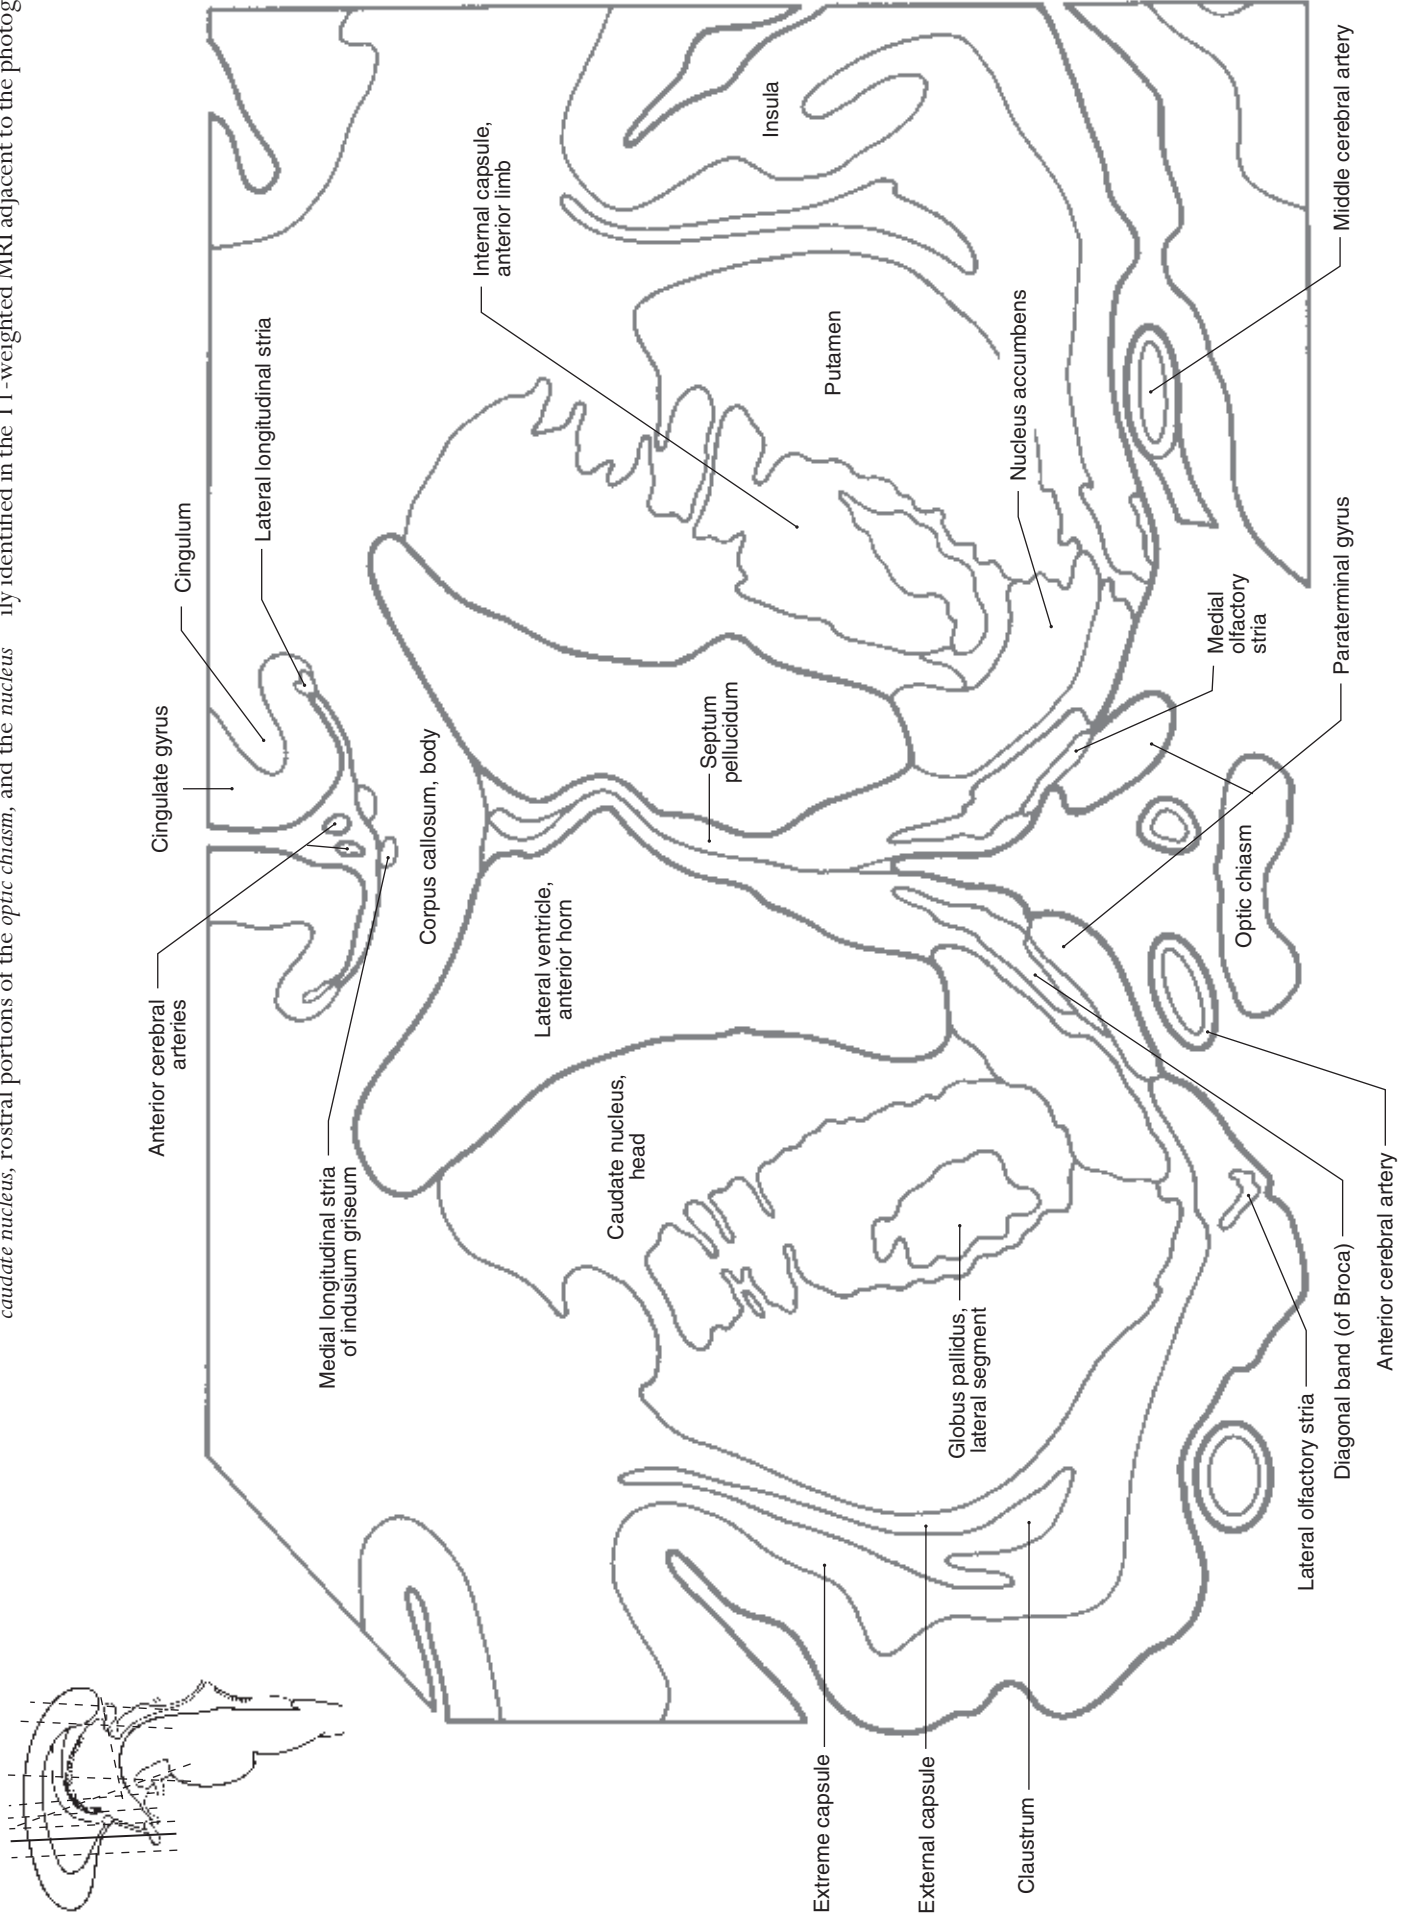 caudate nucleus, rostral portions of the optic chiasm, and the nucleus
ily identified in the T1-weighted MRI adjacent to the photog
Cingulate gyrus
Cingulum
Lateral longitudinal stria
Anterior cerebral
arteries
Medial longitudinal stria
of indusium griseum
Corpus callosum, body
Internal capsule,
anterior limb
Insula
Lateral ventricle,
anterior horn
Septum
pellucidum
Caudate nucleus,
head
Putamen
Nucleus accumbens
Globus pallidus,
lateral segment
Extreme capsule
External capsule
Claustrum
Medial
olfactory
stria
Optic chiasm
Middle cerebral artery
Paraterminal gyrus
Lateral olfactory stria
Diagonal band (of Broca)
Anterior cerebral artery